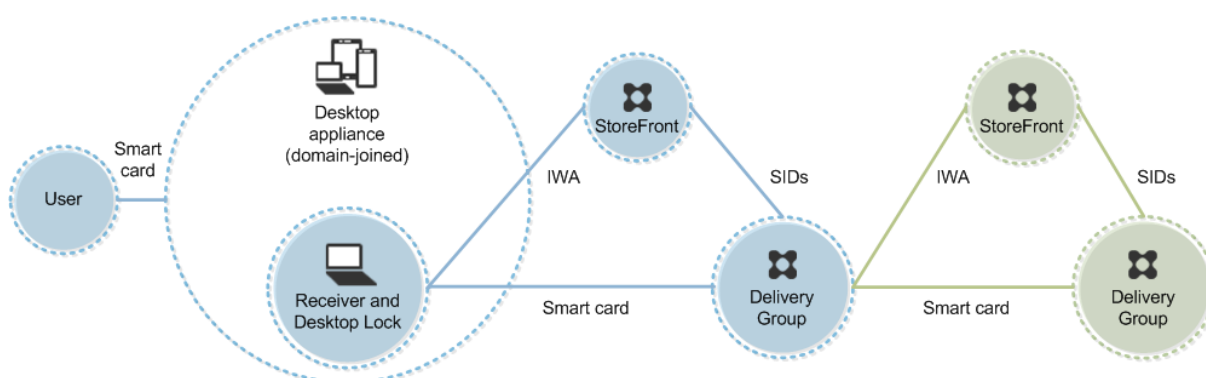 User
Smart
card
Desktop
appliance
(domain-joined)
Receiver and
Desktop Lock
IWA
StoreFront
SIDs
Smart card
Delivery
Group
IWA
StoreFront
SIDs
Smart card
Delivery
Group